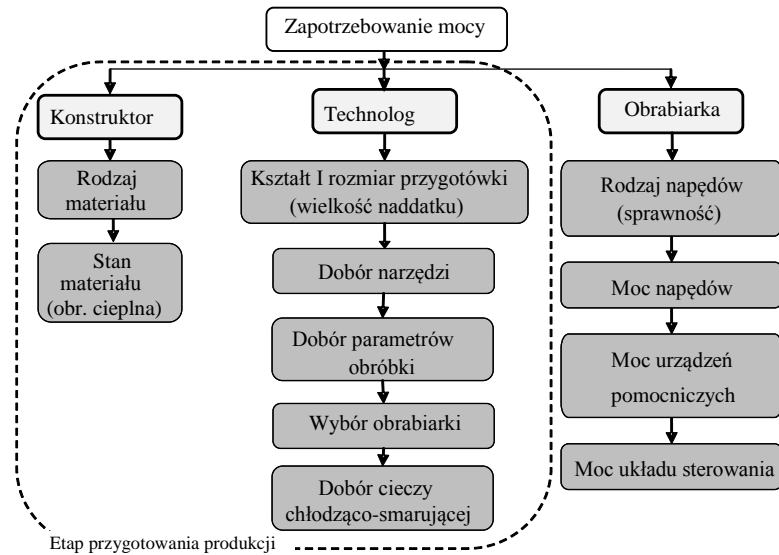 Zapotrzebowanie mocy
Konstruktor
Rodzaj
materiału
Stan
materiału
(obr. cieplna)
Technolog
Kształt I rozmiar przygotówki
(wielkość naddatku)
Dobór narzędzi
Dobór parametrów
obróbki
Wybór obrabiarki
Dobór cieczy
chłodząco-smarującej
Obrabiarka
Rodzaj napędów
(sprawność)
Moc napędów
Moc urządzeń
pomocniczych
Moc układu sterowania
Etap przygotowania produkcji